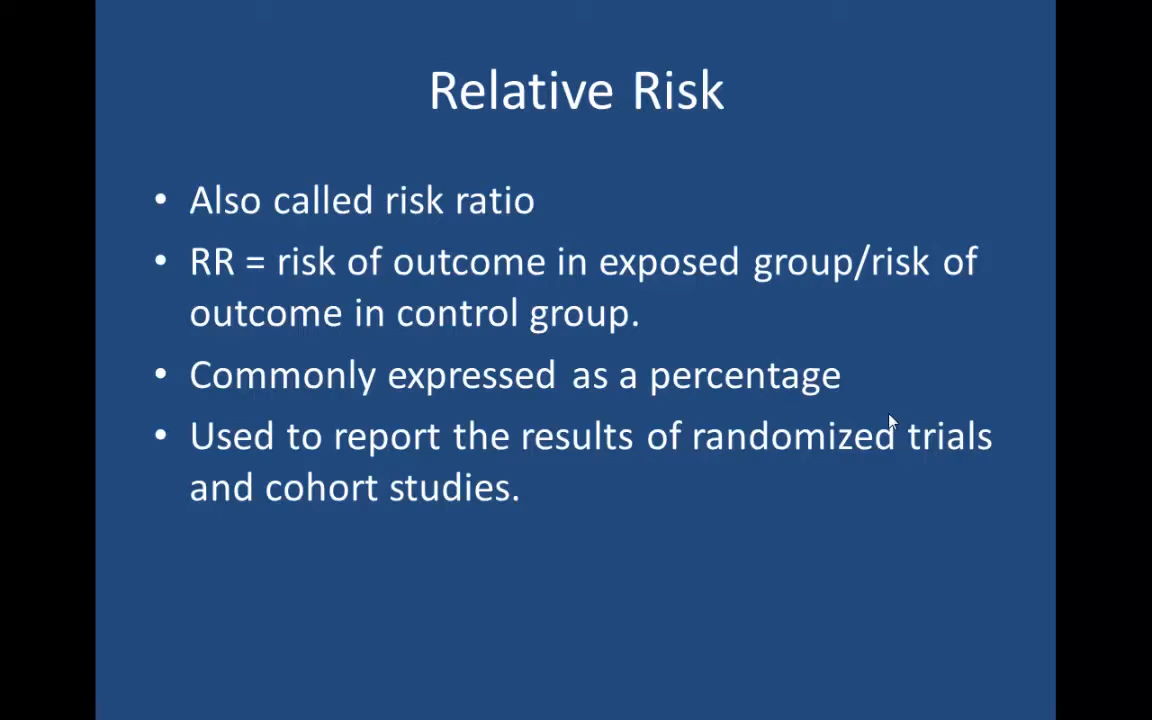 Relative Risk
• Also called risk ratio
• RR = risk of outcome in exposed group/risk of
outcome in control group.
• Commonly expressed as a percentage
• Used to report the results of randomized trials
and cohort studies.